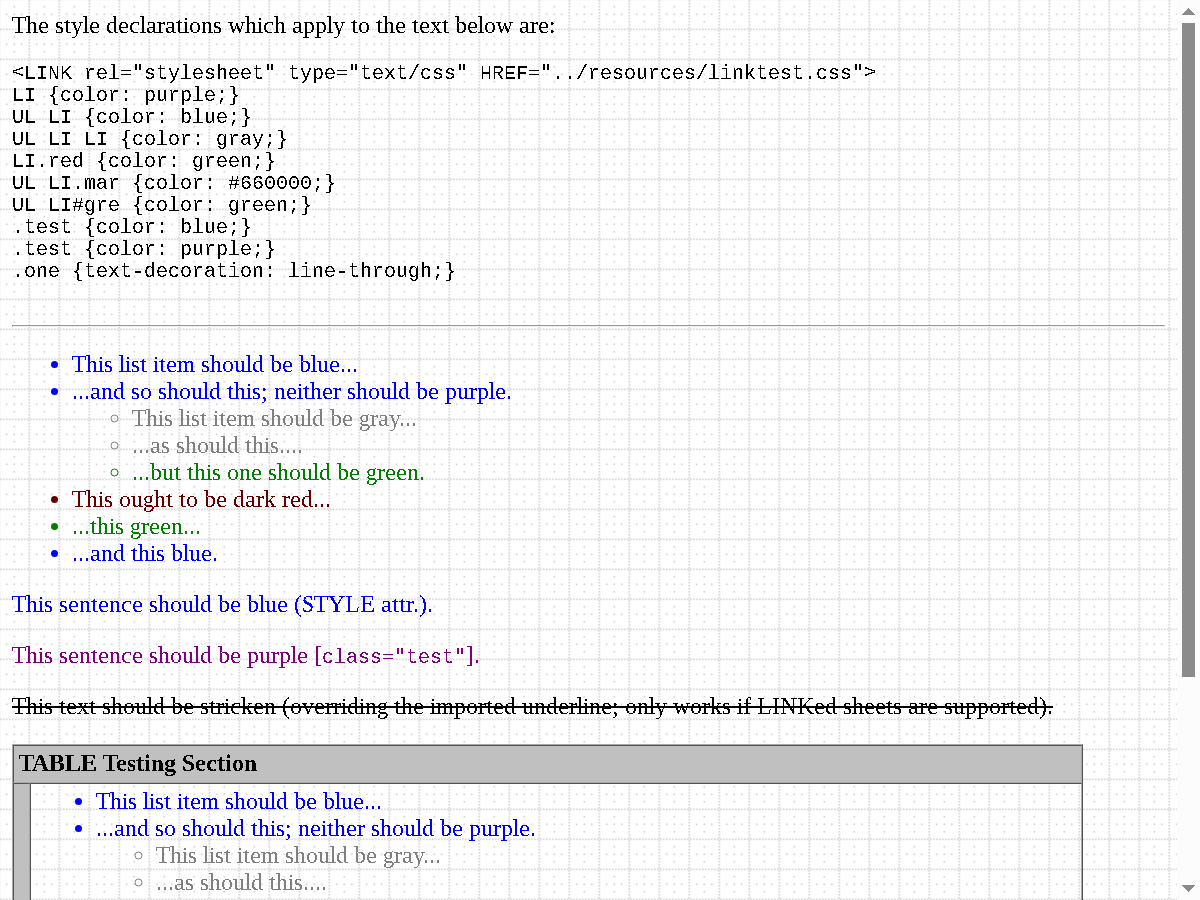 The style declarations which apply to the text below are:
<LINK rel="stylesheet" type="text/css" HREF="../resources/linktest.css">
LI {color: purple;}
UL LI {color: blue;}
UL LI LI {color: gray;}
LI.red {color: green;}
UL LI.mar {color: #660000;}
UL LI#gre {color: green;}
.test {color: blue;}
.test {color: purple;}
.one {text-decoration: line-through;}
This list item should be blue...
...and so should this; neither should be purple.
This list item should be gray...
...as should this....
...but this one should be green.
This ought to be dark red...
...this green...
...and this blue.
This sentence should be blue (STYLE attr.).
This sentence should be purple [class="test"].
This text should be stricken (overriding the imported underline; only works if LINKed sheets are supported).
TABLE Testing Section
This list item should be blue...
...and so should this; neither should be purple.
This list item should be gray...
...as should this....